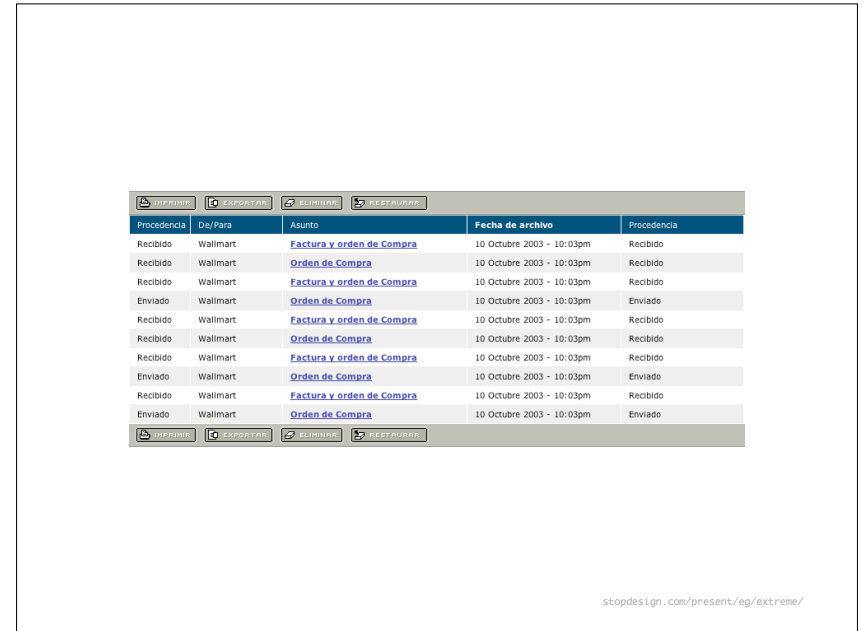 IMPRIMIR EXPORTAR ELIMINAR RESTAURAR
Procedencia De/Para Asunto Fecha de archivo Procedencia
Recibido Wallmart Factura y orden de Compra 10 Octubre 2003 - 10:03pm Recibido
Recibido Wallmart Orden de Compra 10 Octubre 2003 - 10:03pm Recibido
Recibido Wallmart Factura y orden de Compra 10 Octubre 2003 - 10:03pm Recibido
Enviado Wallmart Orden de Compra 10 Octubre 2003 - 10:03pm Enviado
Recibido Wallmart Factura y orden de Compra 10 Octubre 2003 - 10:03pm Recibido
Recibido Wallmart Orden de Compra 10 Octubre 2003 - 10:03pm Recibido
Recibido Wallmart Factura y orden de Compra 10 Octubre 2003 - 10:03pm Recibido
Enviado Wallmart Orden de Compra 10 Octubre 2003 - 10:03pm Enviado
Recibido Wallmart Factura y orden de Compra 10 Octubre 2003 - 10:03pm Recibido
Enviado Wallmart Orden de Compra 10 Octubre 2003 - 10:03pm Enviado
IMPRIMIR EXPORTAR ELIMINAR RESTAURAR
stopdesign.com/present/eg/extreme/